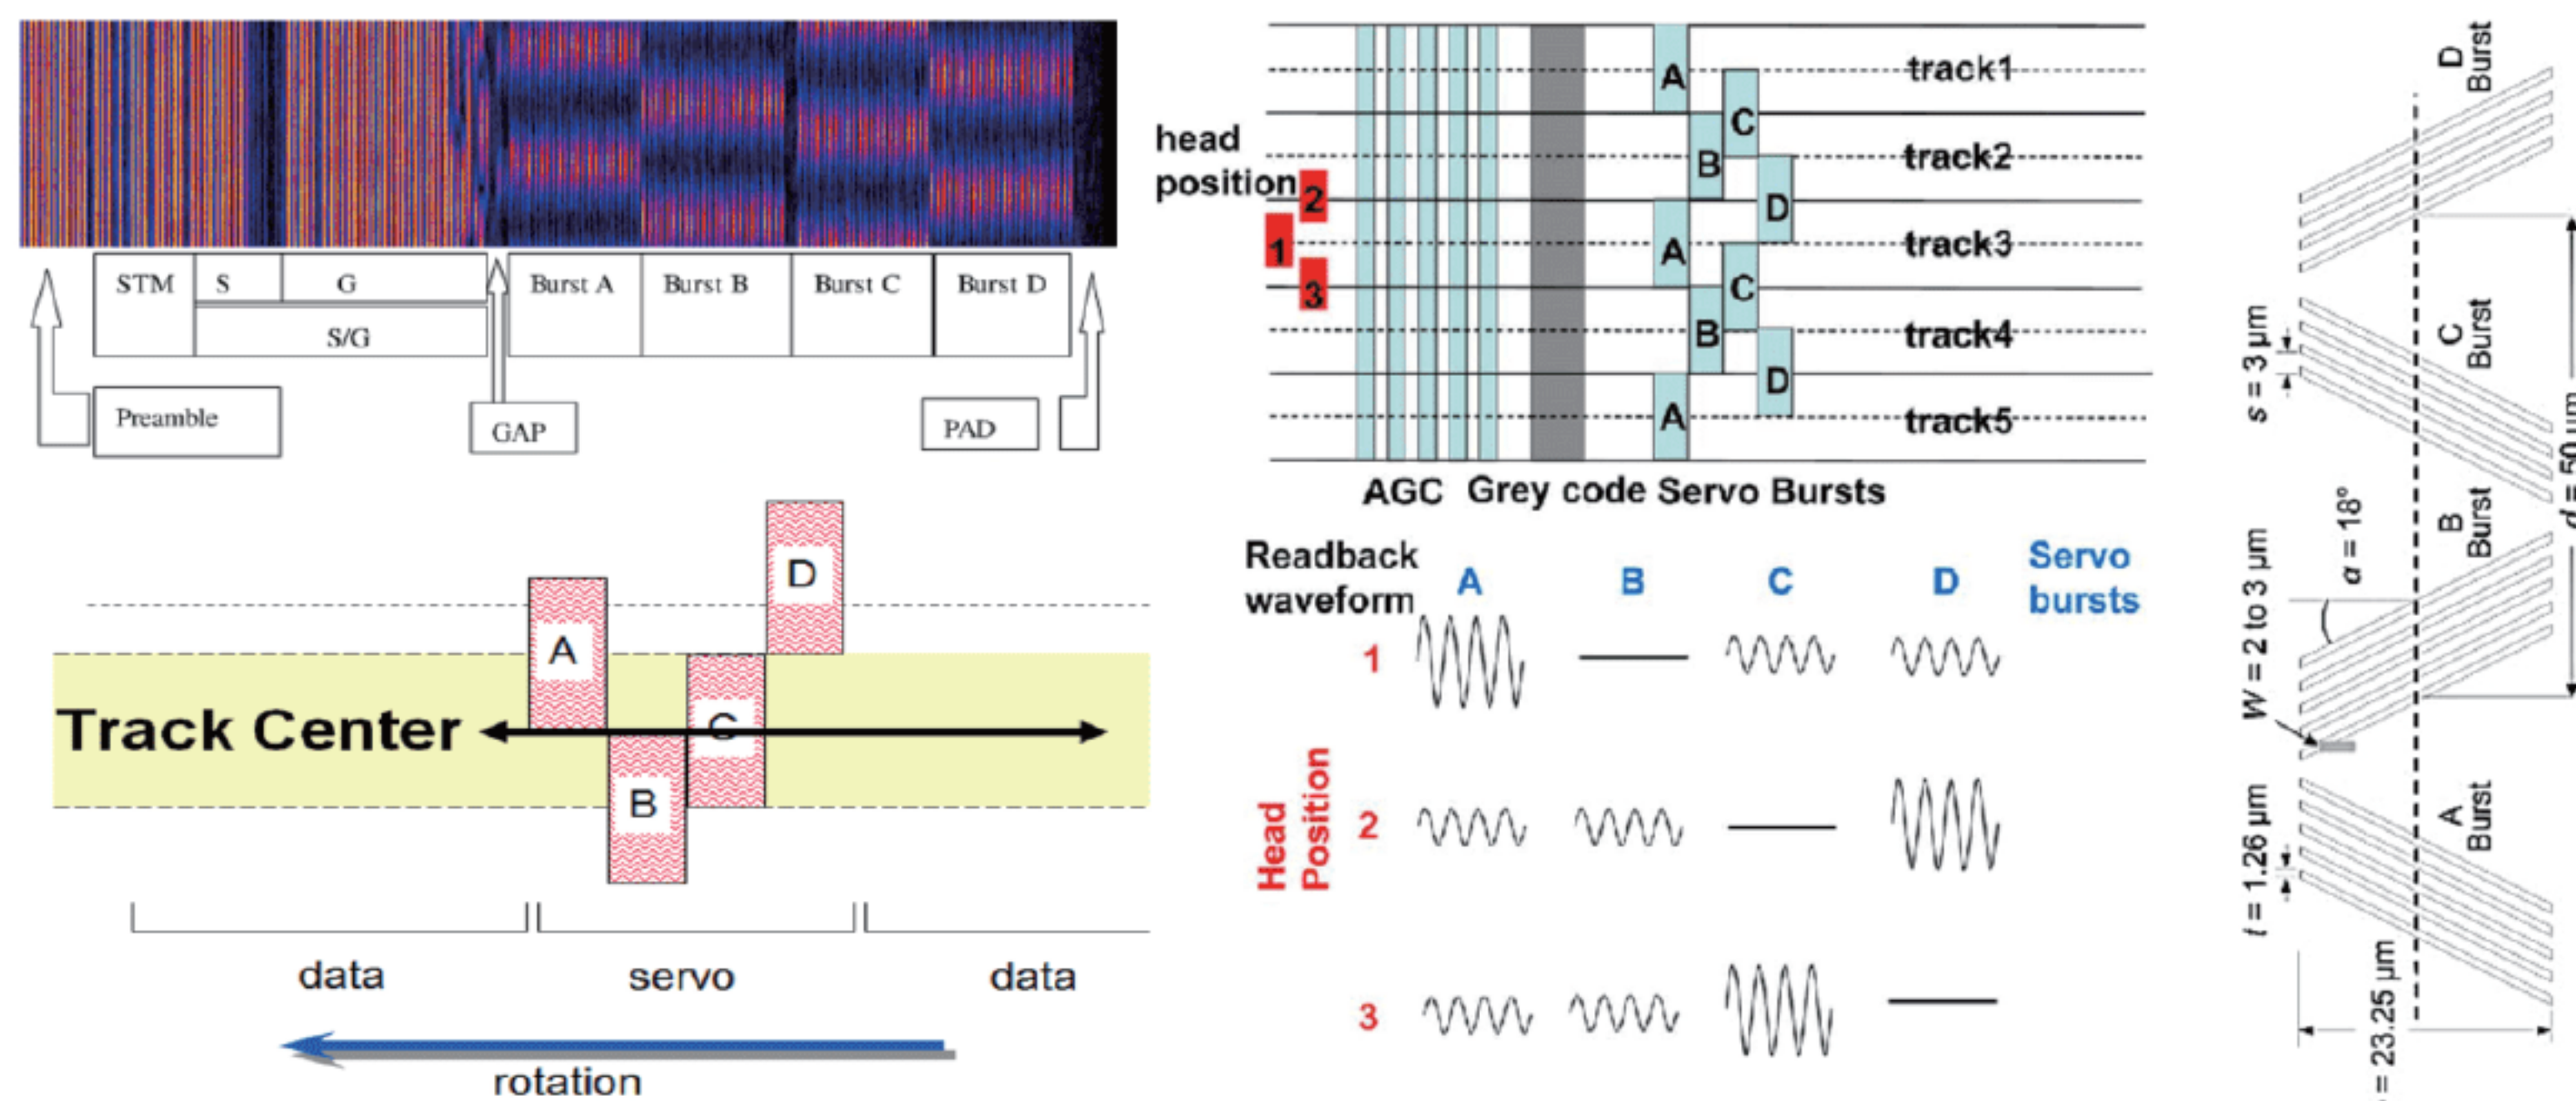 STM
S
G
Burst A
Burst B
Burst C
Burst D
S/G
Preamble
GAP
PAD
A
B
C
D
Track Center
data
servo
data
rotation
head
position
2
1
3
A
B
C
D
A
B
C
D
A
track1
track2
track3
track4
track5
AGC Grey code Servo Bursts
Readback
waveform
A
B
C
D
Servo
bursts
Head
Position
1
2
3
D
Burst
C
Burst
B
Burst
A
Burst
s = 3 µm
α = 18°
W = 2 to 3 µm
t = 1.26 µm
= 23.25 µm
d = 50 µm